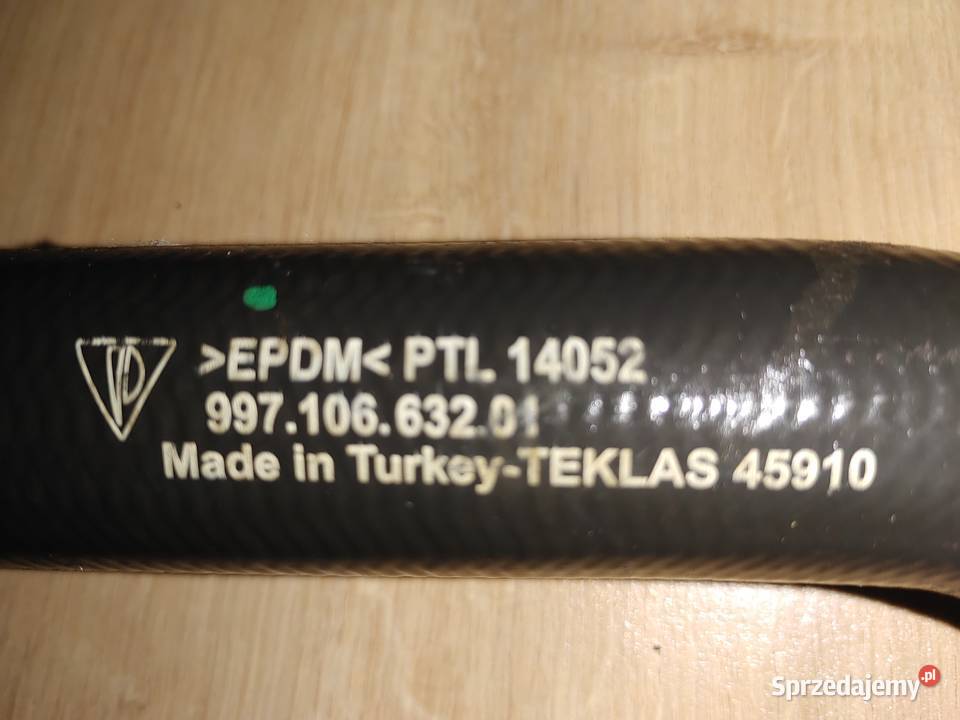 >EPDM< PTL 14052
997.106.632.01
Made in Turkey-TEKLAS 45910
Sprzedajemy.pl